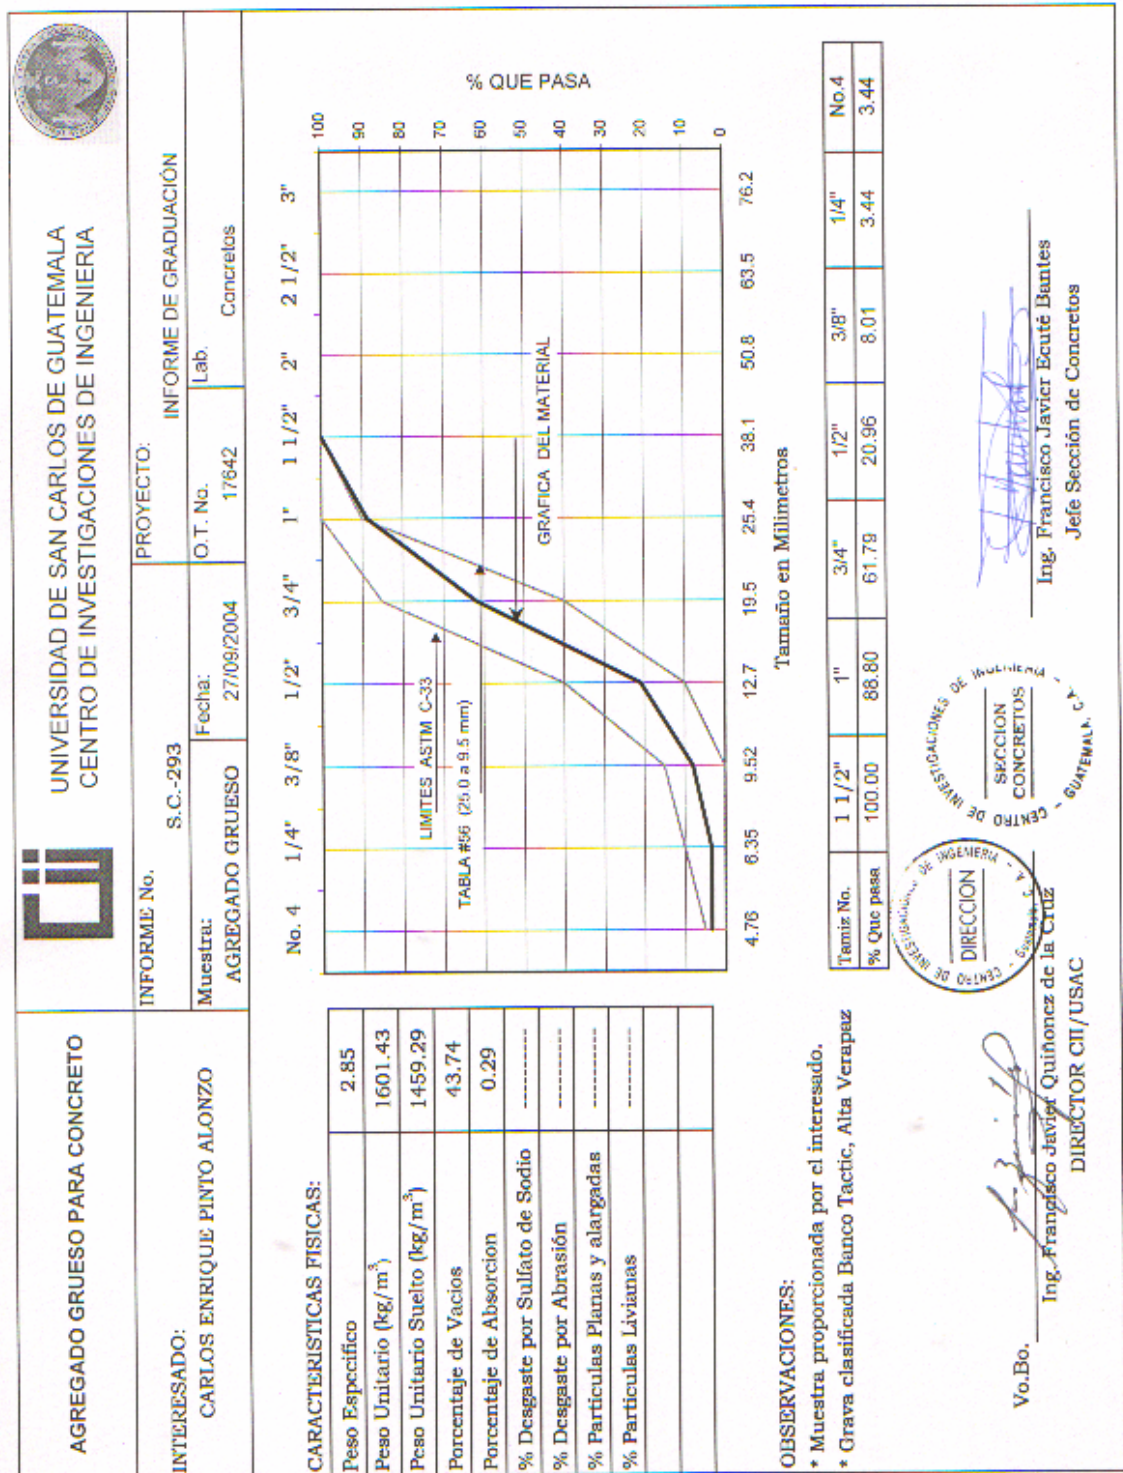 AGREGADO GRUESO PARA CONCRETO
cii
UNIVERSIDAD DE SAN CARLOS DE GUATEMALA
CENTRO DE INVESTIGACIONES DE INGENIERIA
INTERESADO:
CARLOS ENRIQUE PINTO ALONZO
INFORME No.
S.C.-293
PROYECTO:
INFORME DE GRADUACIÓN
Muestra:
AGREGADO GRUESO
Fecha:
27/09/2004
O.T. No.
17642
Lab.
Concretos
CARACTERISTICAS FISICAS:
Peso Especifico 2.85
Peso Unitario (kg/m³) 1601.43
Peso Unitario Suelto (kg/m³) 1459.29
Porcentaje de Vacios 43.74
Porcentaje de Absorcion 0.29
% Desgaste por Sulfato de Sodio -----------
% Desgaste por Abrasión -----------
% Particulas Planas y alargadas -----------
% Particulas Livianas -----------
No. 4 1/4" 3/8" 1/2" 3/4" 1" 1 1/2" 2" 2 1/2" 3"
100
90
80
70
60
50
40
30
20
10
0
% QUE PASA
LIMITES ASTM C-33
TABLA #56 (25.0 a 9.5 mm)
GRAFICA DEL MATERIAL
4.76 6.35 9.52 12.7 19.5 25.4 38.1 50.8 63.5 76.2
Tamaño en Milimetros
Tamiz No. 1 1/2" 1" 3/4" 1/2" 3/8" 1/4" No.4
% Que pasa 100.00 88.80 61.79 20.96 8.01 3.44 3.44
OBSERVACIONES:
* Muestra proporcionada por el interesado.
* Grava clasificada Banco Tactic, Alta Verapaz
CENTRO DE INVESTIGACIONES DE INGENIERIA
DIRECCION
CENTRO DE INVESTIGACIONES DE INGENIERIA
SECCION
CONCRETOS
GUATEMALA, C.A.
Vo.Bo.
Ing. Francisco Javier Quiñonez de la Cruz
DIRECTOR CII/USAC
Ing. Francisco Javier Ecuté Bantes
Jefe Sección de Concretos